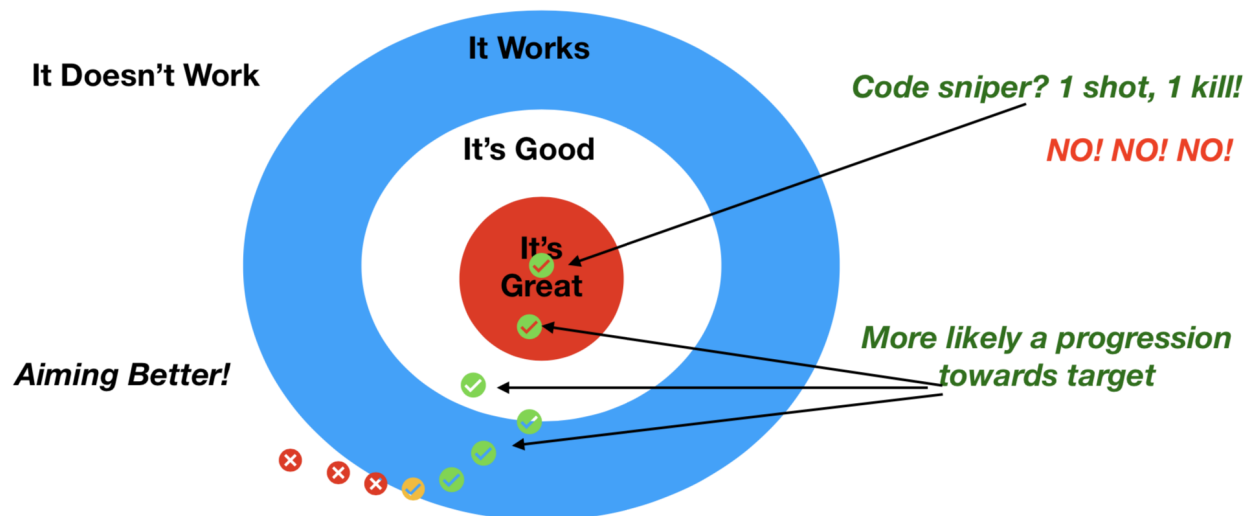 It Works
It Doesn’t Work
Code sniper? 1 shot, 1 kill!
It’s Good
NO! NO! NO!
It’s
Great
More likely a progression
towards target
Aiming Better!